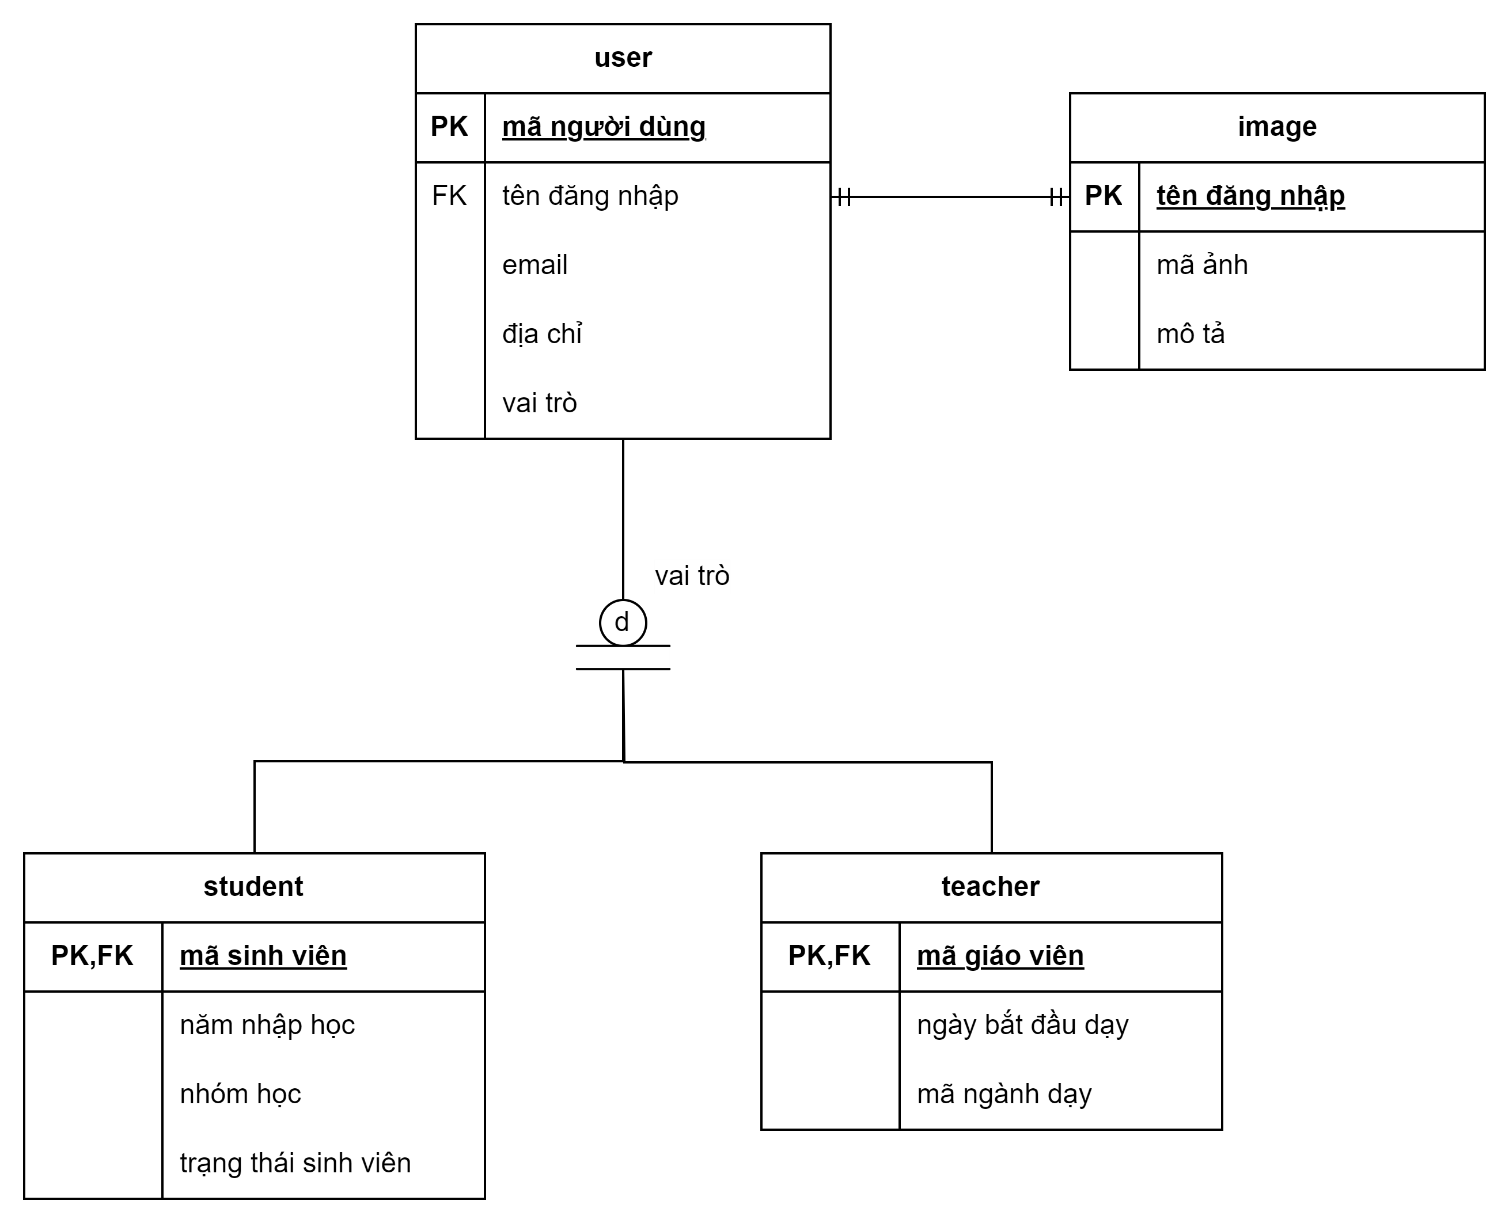 user
PK mã người dùng
FK tên đăng nhập
email
địa chỉ
vai trò
image
PK tên đăng nhập
mã ảnh
mô tả
vai trò
d
student
PK,FK mã sinh viên
năm nhập học
nhóm học
trạng thái sinh viên
teacher
PK,FK mã giáo viên
ngày bắt đầu dạy
mã ngành dạy